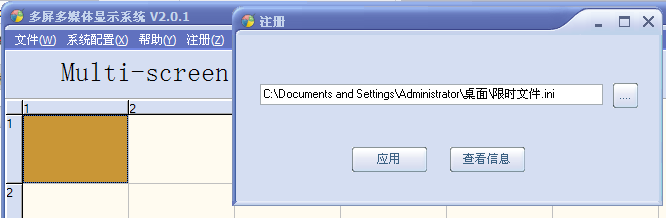 多屏多媒体显示系统 V2.0.1
文件(W) 系统配置(X) 帮助(Y) 注册(Z)
Multi-screen
1 2
1
2
注册
C:\Documents and Settings\Administrator\桌面\限时文件.ini
....
应用 查看信息